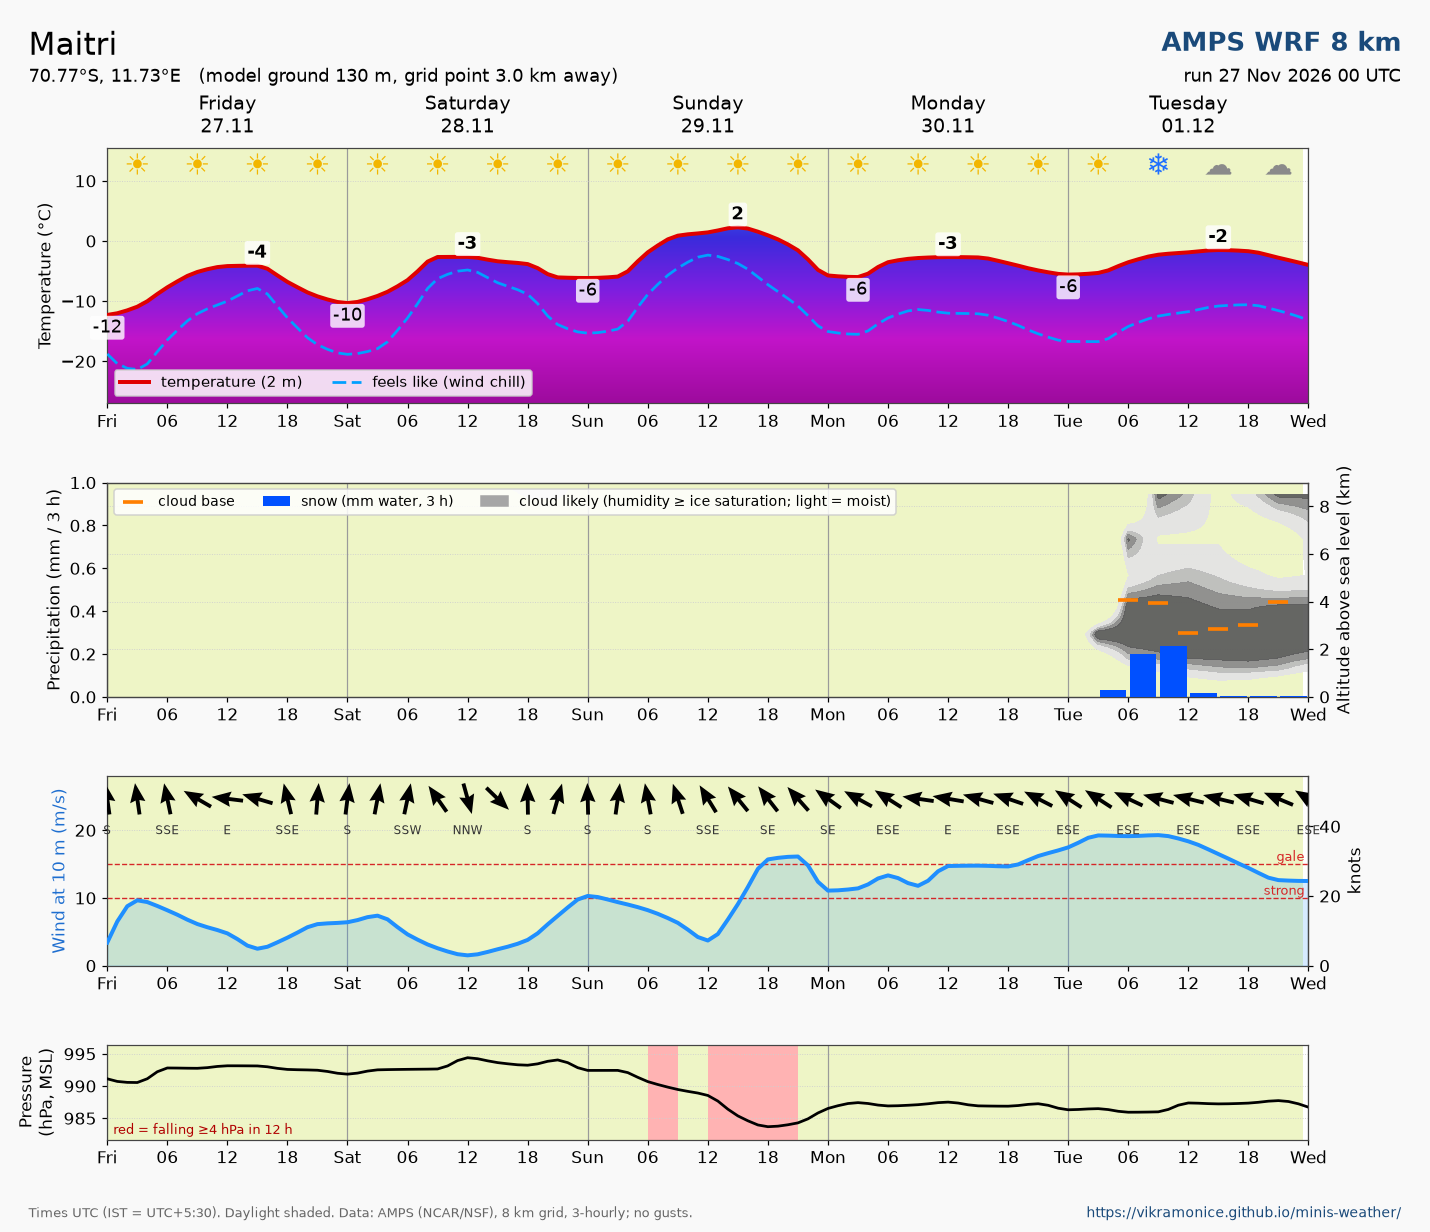 Maitri
AMPS WRF 8 km
70.77°S, 11.73°E (model ground 130 m, grid point 3.0 km away)
run 27 Nov 2026 00 UTC
Friday Saturday Sunday Monday Tuesday
27.11 28.11 29.11 30.11 01.12
Temperature (°C)
10
0
−10
−20
-12 -4 -10 -3 -6 2 -6 -3 -6 -2
temperature (2 m) feels like (wind chill)
Fri 06 12 18 Sat 06 12 18 Sun 06 12 18 Mon 06 12 18 Tue 06 12 18 Wed
Precipitation (mm / 3 h)
1.0
0.8
0.6
0.4
0.2
0.0
cloud base snow (mm water, 3 h) cloud likely (humidity ≥ ice saturation; light = moist)
8
6
4
2
0
Altitude above sea level (km)
Fri 06 12 18 Sat 06 12 18 Sun 06 12 18 Mon 06 12 18 Tue 06 12 18 Wed
Wind at 10 m (m/s)
20
10
0
S SSE E SSE S SSW NNW S S S SSE SE SE ESE E ESE ESE ESE ESE ESE ESE
gale
strong
40
20
0
knots
Fri 06 12 18 Sat 06 12 18 Sun 06 12 18 Mon 06 12 18 Tue 06 12 18 Wed
Pressure
(hPa, MSL)
995
990
985
red = falling ≥4 hPa in 12 h
Fri 06 12 18 Sat 06 12 18 Sun 06 12 18 Mon 06 12 18 Tue 06 12 18 Wed
Times UTC (IST = UTC+5:30). Daylight shaded. Data: AMPS (NCAR/NSF), 8 km grid, 3-hourly; no gusts.
https://vikramonice.github.io/minis-weather/